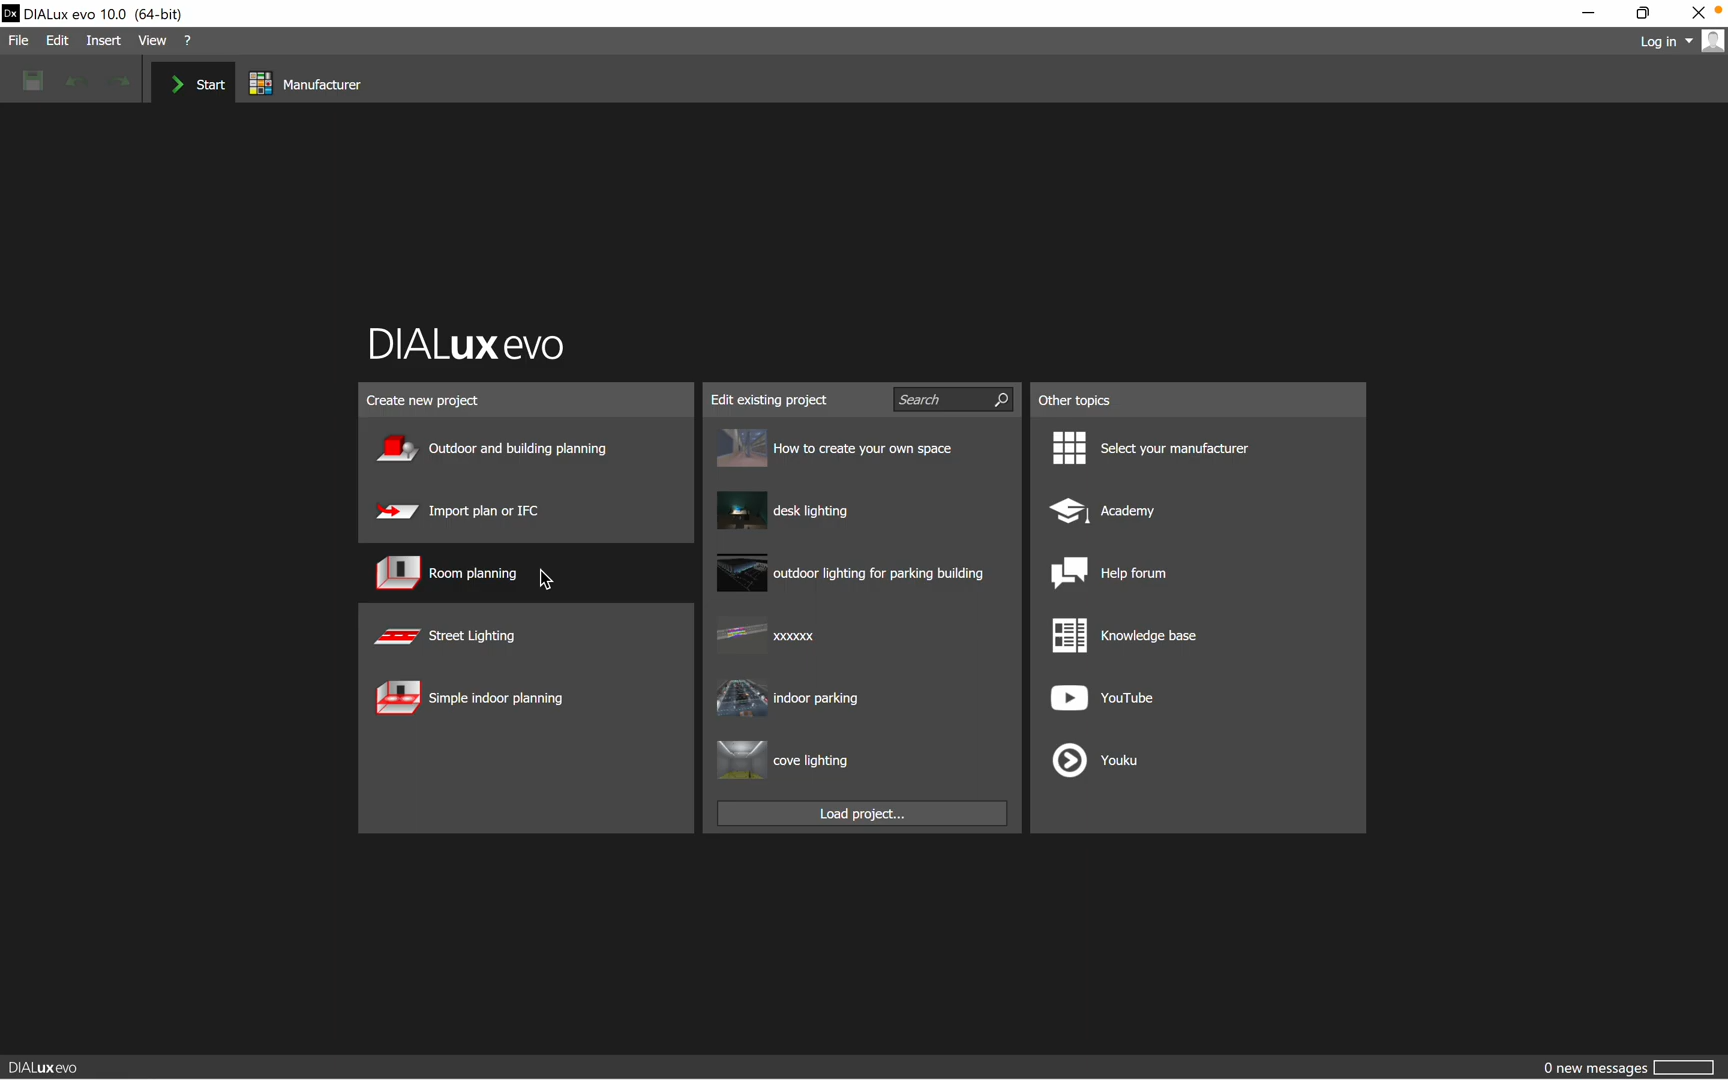 Dx DIALux evo 10.0 (64-bit)
File Edit Insert View ? Log in
Start Manufacturer
DIALux evo
Create new project
Outdoor and building planning
Import plan or IFC
Room planning
Street Lighting
Simple indoor planning
Edit existing project Search
How to create your own space
desk lighting
outdoor lighting for parking building
xxxxxx
indoor parking
cove lighting
Load project...
Other topics
Select your manufacturer
Academy
Help forum
Knowledge base
YouTube
Youku
DIALux evo 0 new messages